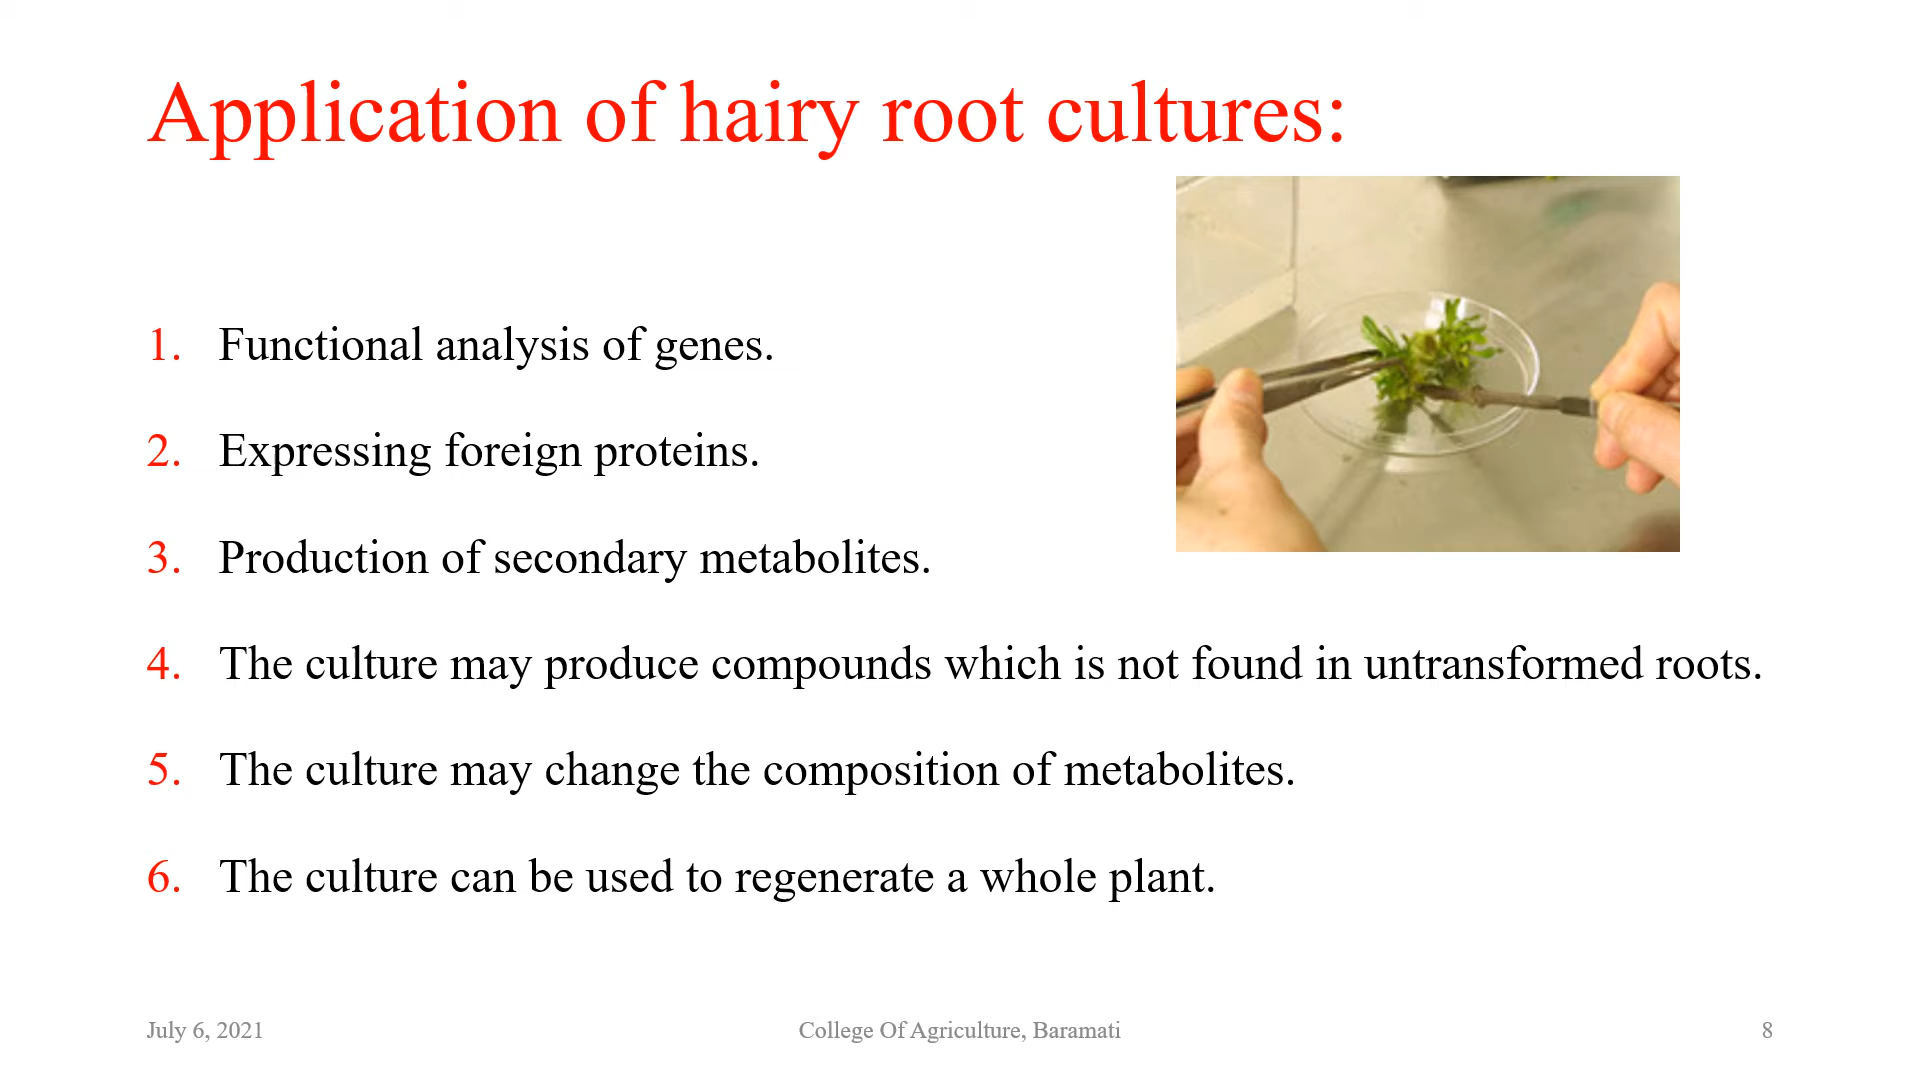 Application of hairy root cultures:
1. Functional analysis of genes.
2. Expressing foreign proteins.
3. Production of secondary metabolites.
4. The culture may produce compounds which is not found in untransformed roots.
5. The culture may change the composition of metabolites.
6. The culture can be used to regenerate a whole plant.
July 6, 2021
College Of Agriculture, Baramati
8